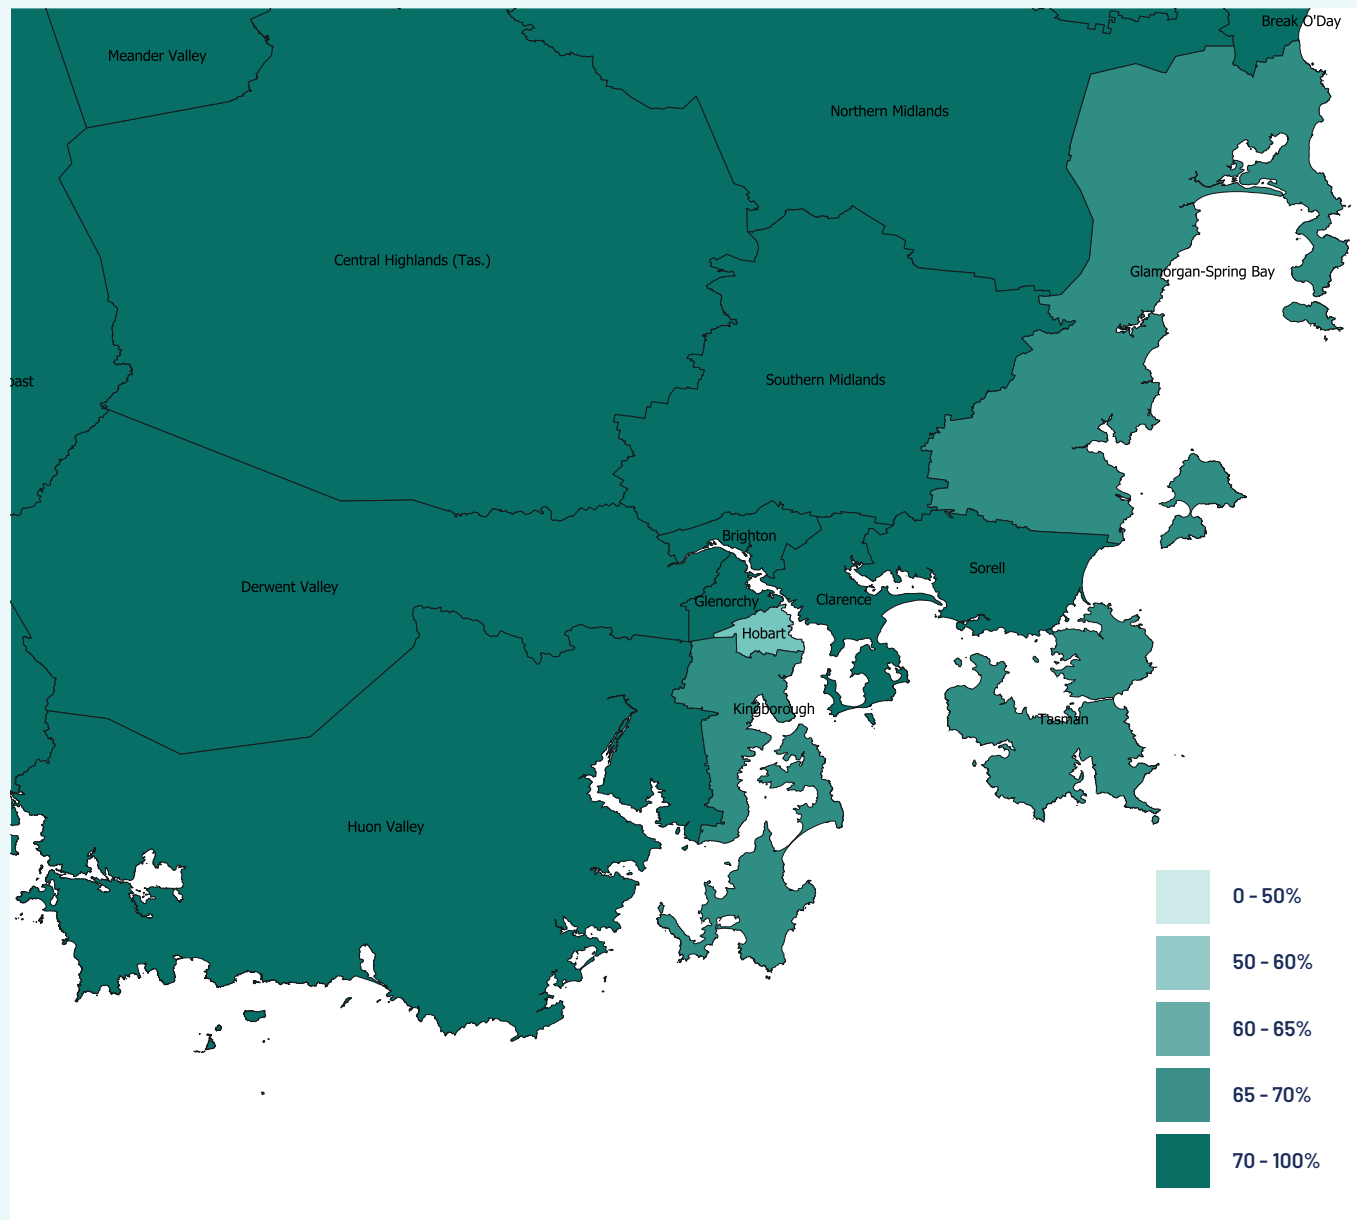 Break O'Day
Meander Valley
Northern Midlands
Central Highlands (Tas.)
Glamorgan-Spring Bay
Southern Midlands
Brighton
Sorell
Derwent Valley
Glenorchy
Clarence
Hobart
Kingborough
Tasman
Huon Valley
0 - 50%
50 - 60%
60 - 65%
65 - 70%
70 - 100%